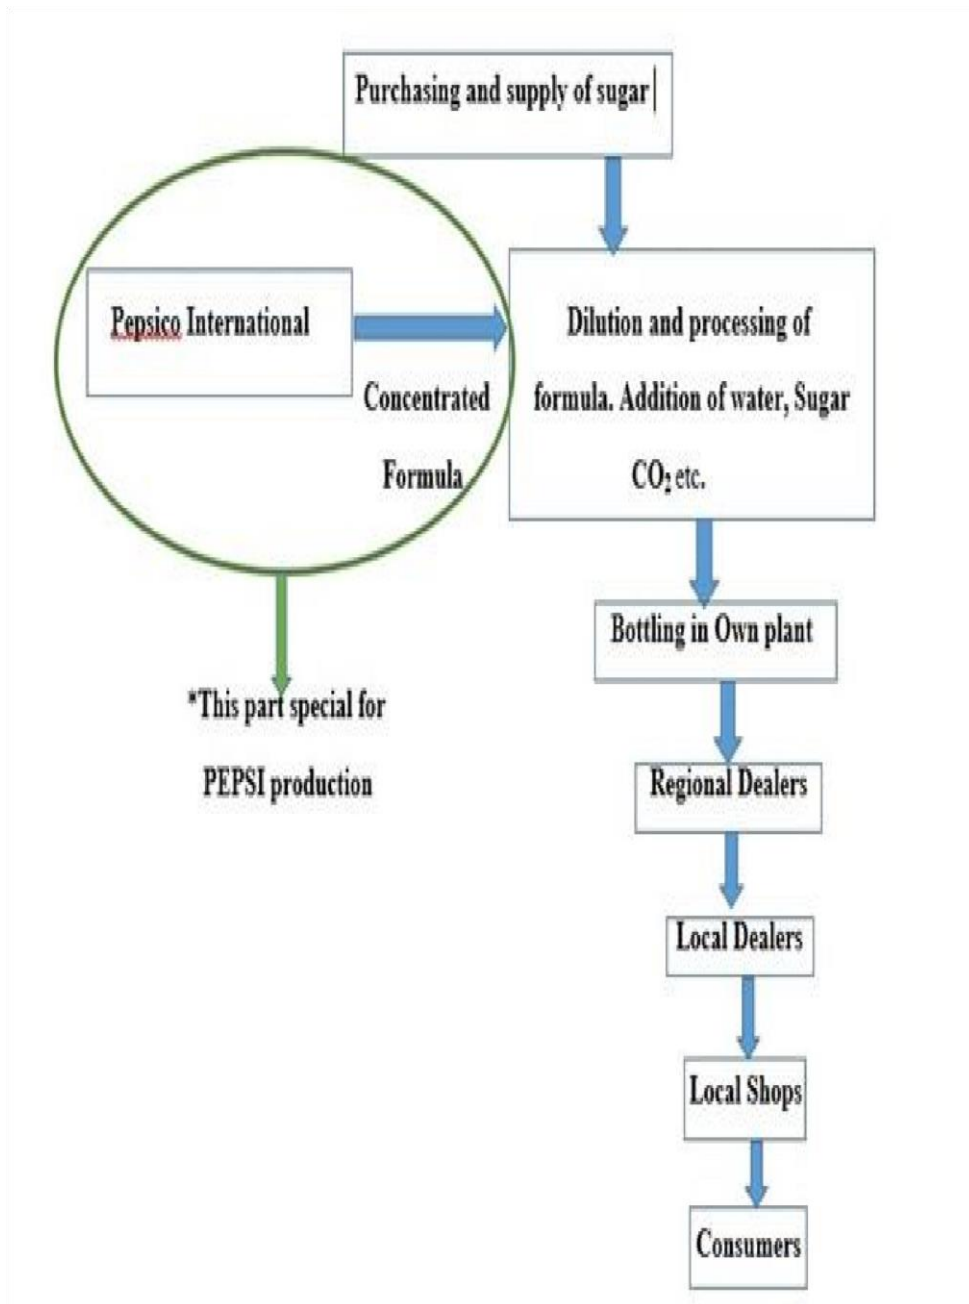 Purchasing and supply of sugar
Pepsico International
Concentrated
Formula
Dilution and processing of
formula. Addition of water, Sugar
CO₂ etc.
*This part special for
PEPSI production
Bottling in Own plant
Regional Dealers
Local Dealers
Local Shops
Consumers